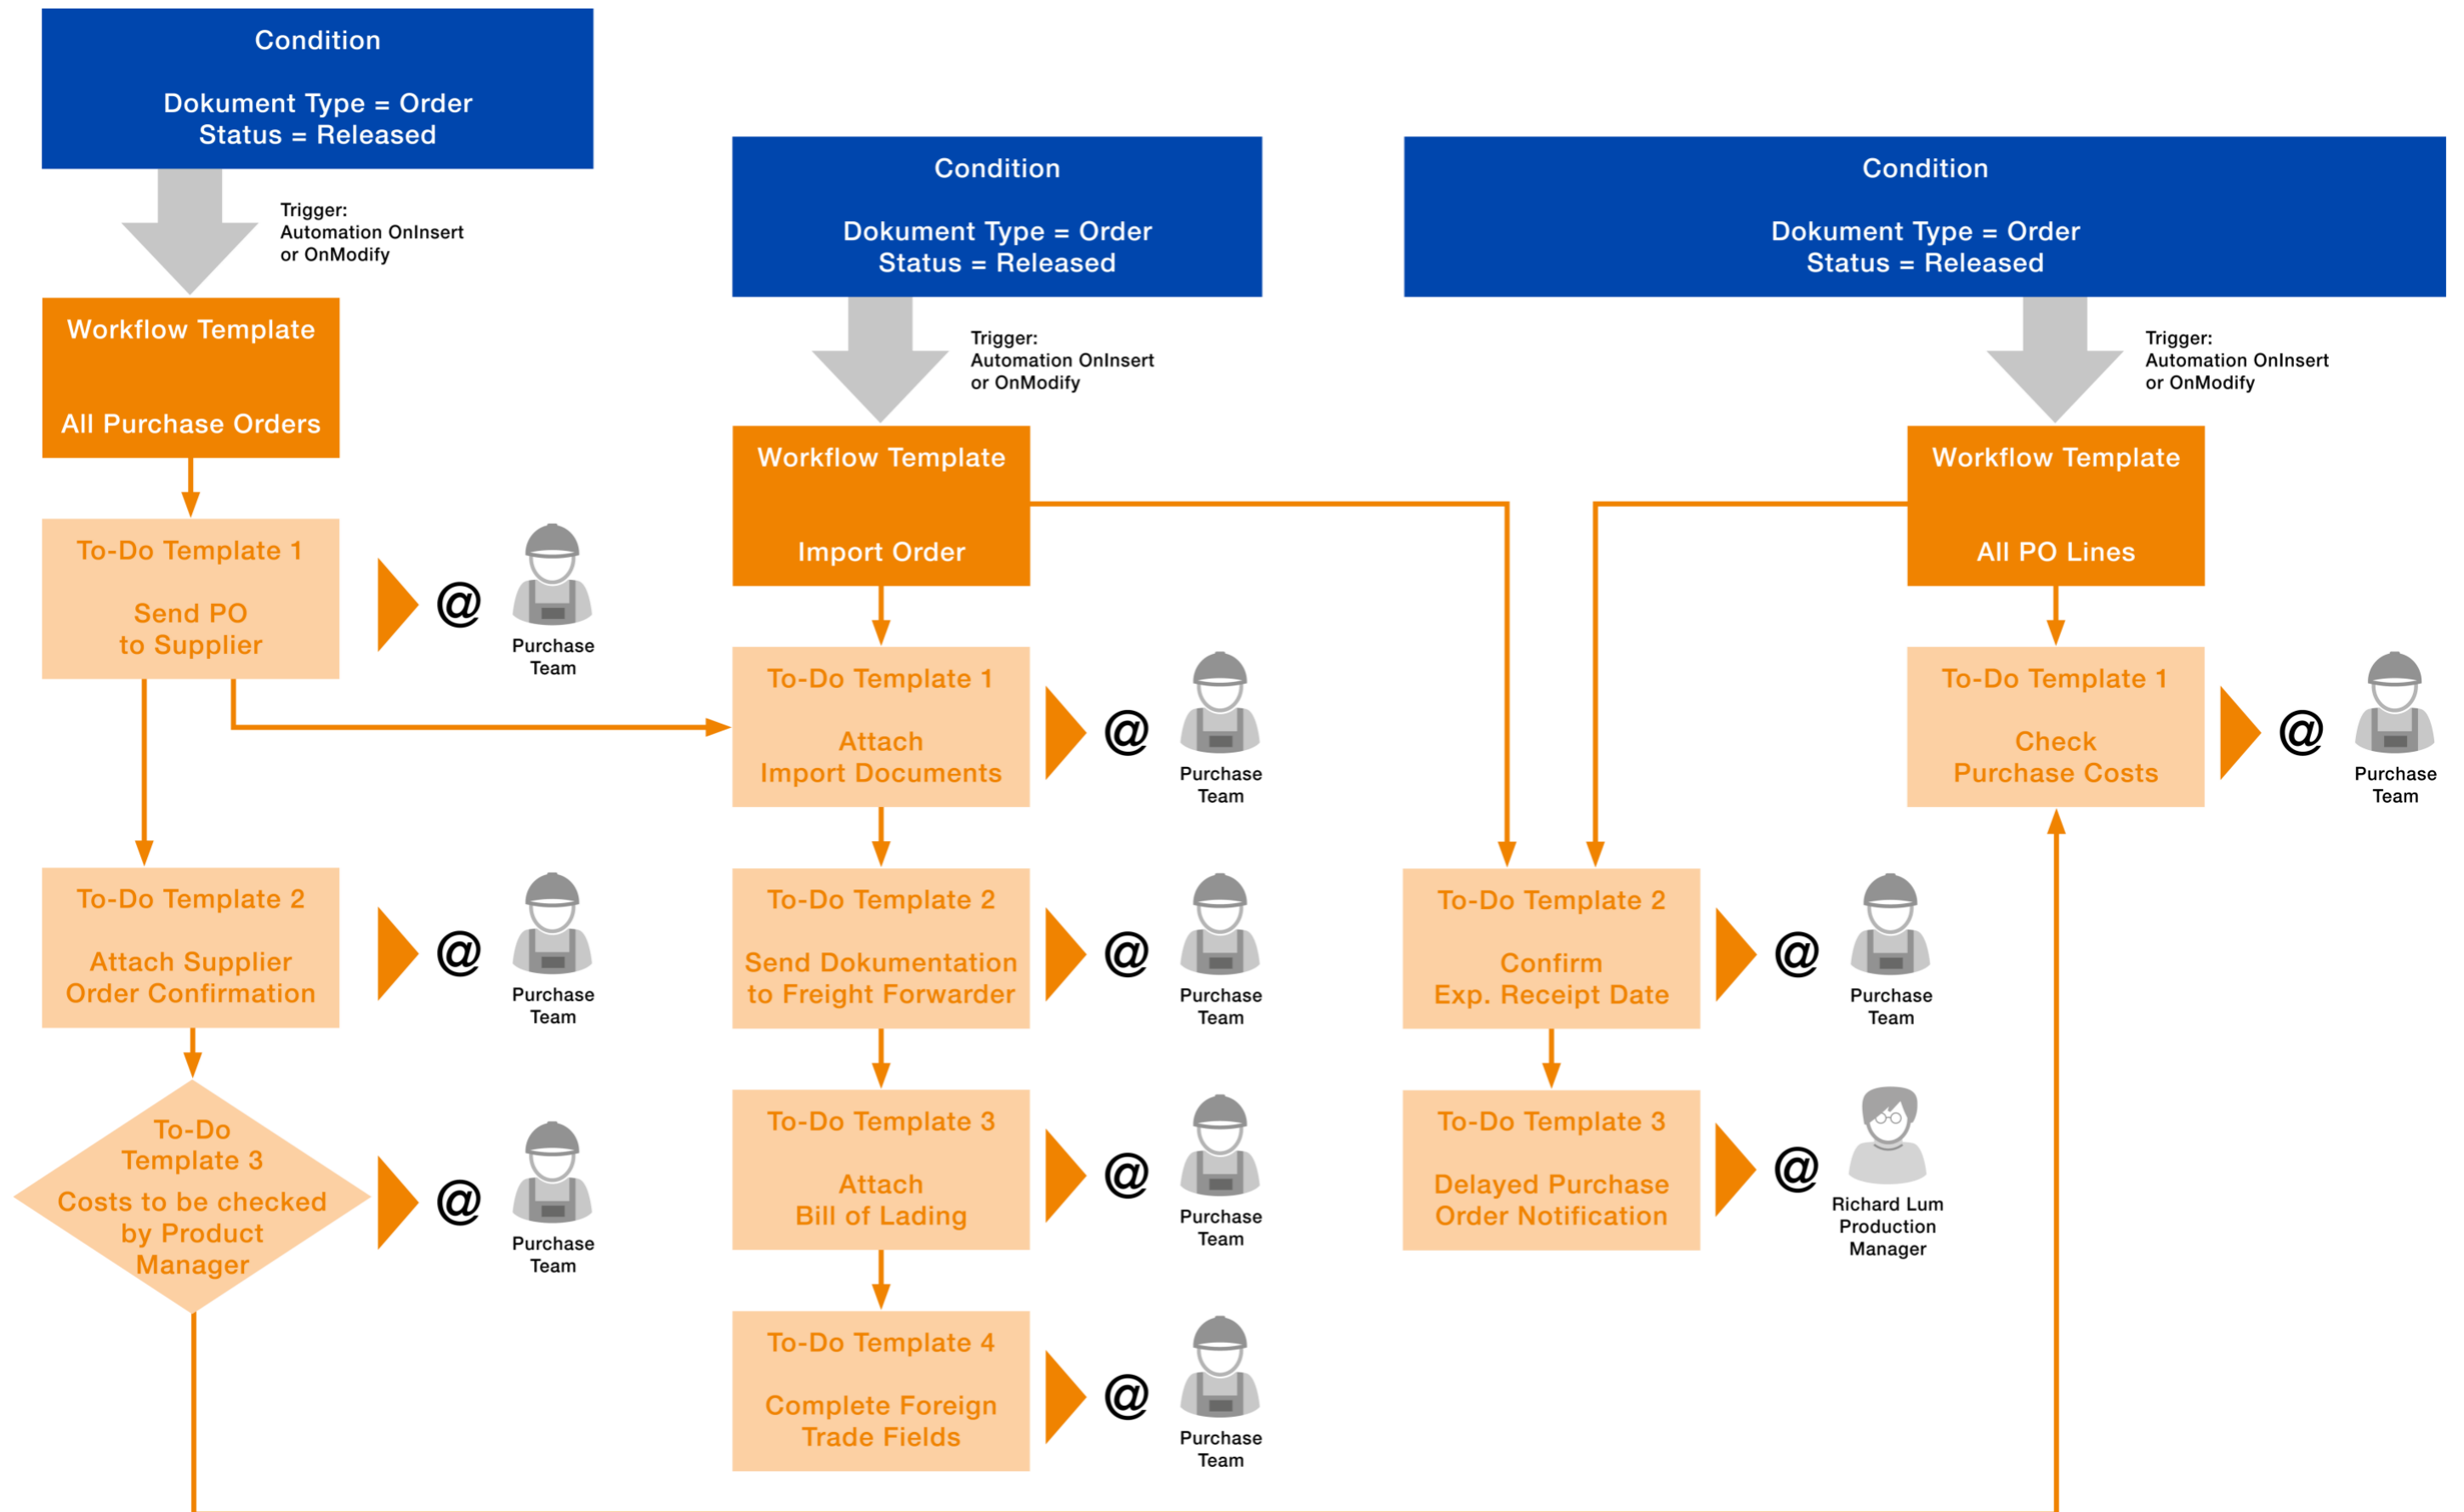 Condition
Dokument Type = Order
Status = Released
Trigger:
Automation OnInsert
or OnModify
Workflow Template
All Purchase Orders
To-Do Template 1
Send PO
to Supplier
@
Purchase
Team
To-Do Template 2
Attach Supplier
Order Confirmation
@
Purchase
Team
To-Do
Template 3
Costs to be checked
by Product
Manager
@
Purchase
Team
Condition
Dokument Type = Order
Status = Released
Trigger:
Automation OnInsert
or OnModify
Workflow Template
Import Order
To-Do Template 1
Attach
Import Documents
@
Purchase
Team
To-Do Template 2
Send Dokumentation
to Freight Forwarder
@
Purchase
Team
To-Do Template 3
Attach
Bill of Lading
@
Purchase
Team
To-Do Template 4
Complete Foreign
Trade Fields
@
Purchase
Team
Condition
Dokument Type = Order
Status = Released
Trigger:
Automation OnInsert
or OnModify
Workflow Template
All PO Lines
To-Do Template 1
Check
Purchase Costs
@
Purchase
Team
To-Do Template 2
Confirm
Exp. Receipt Date
@
Purchase
Team
To-Do Template 3
Delayed Purchase
Order Notification
@
Richard Lum
Production
Manager